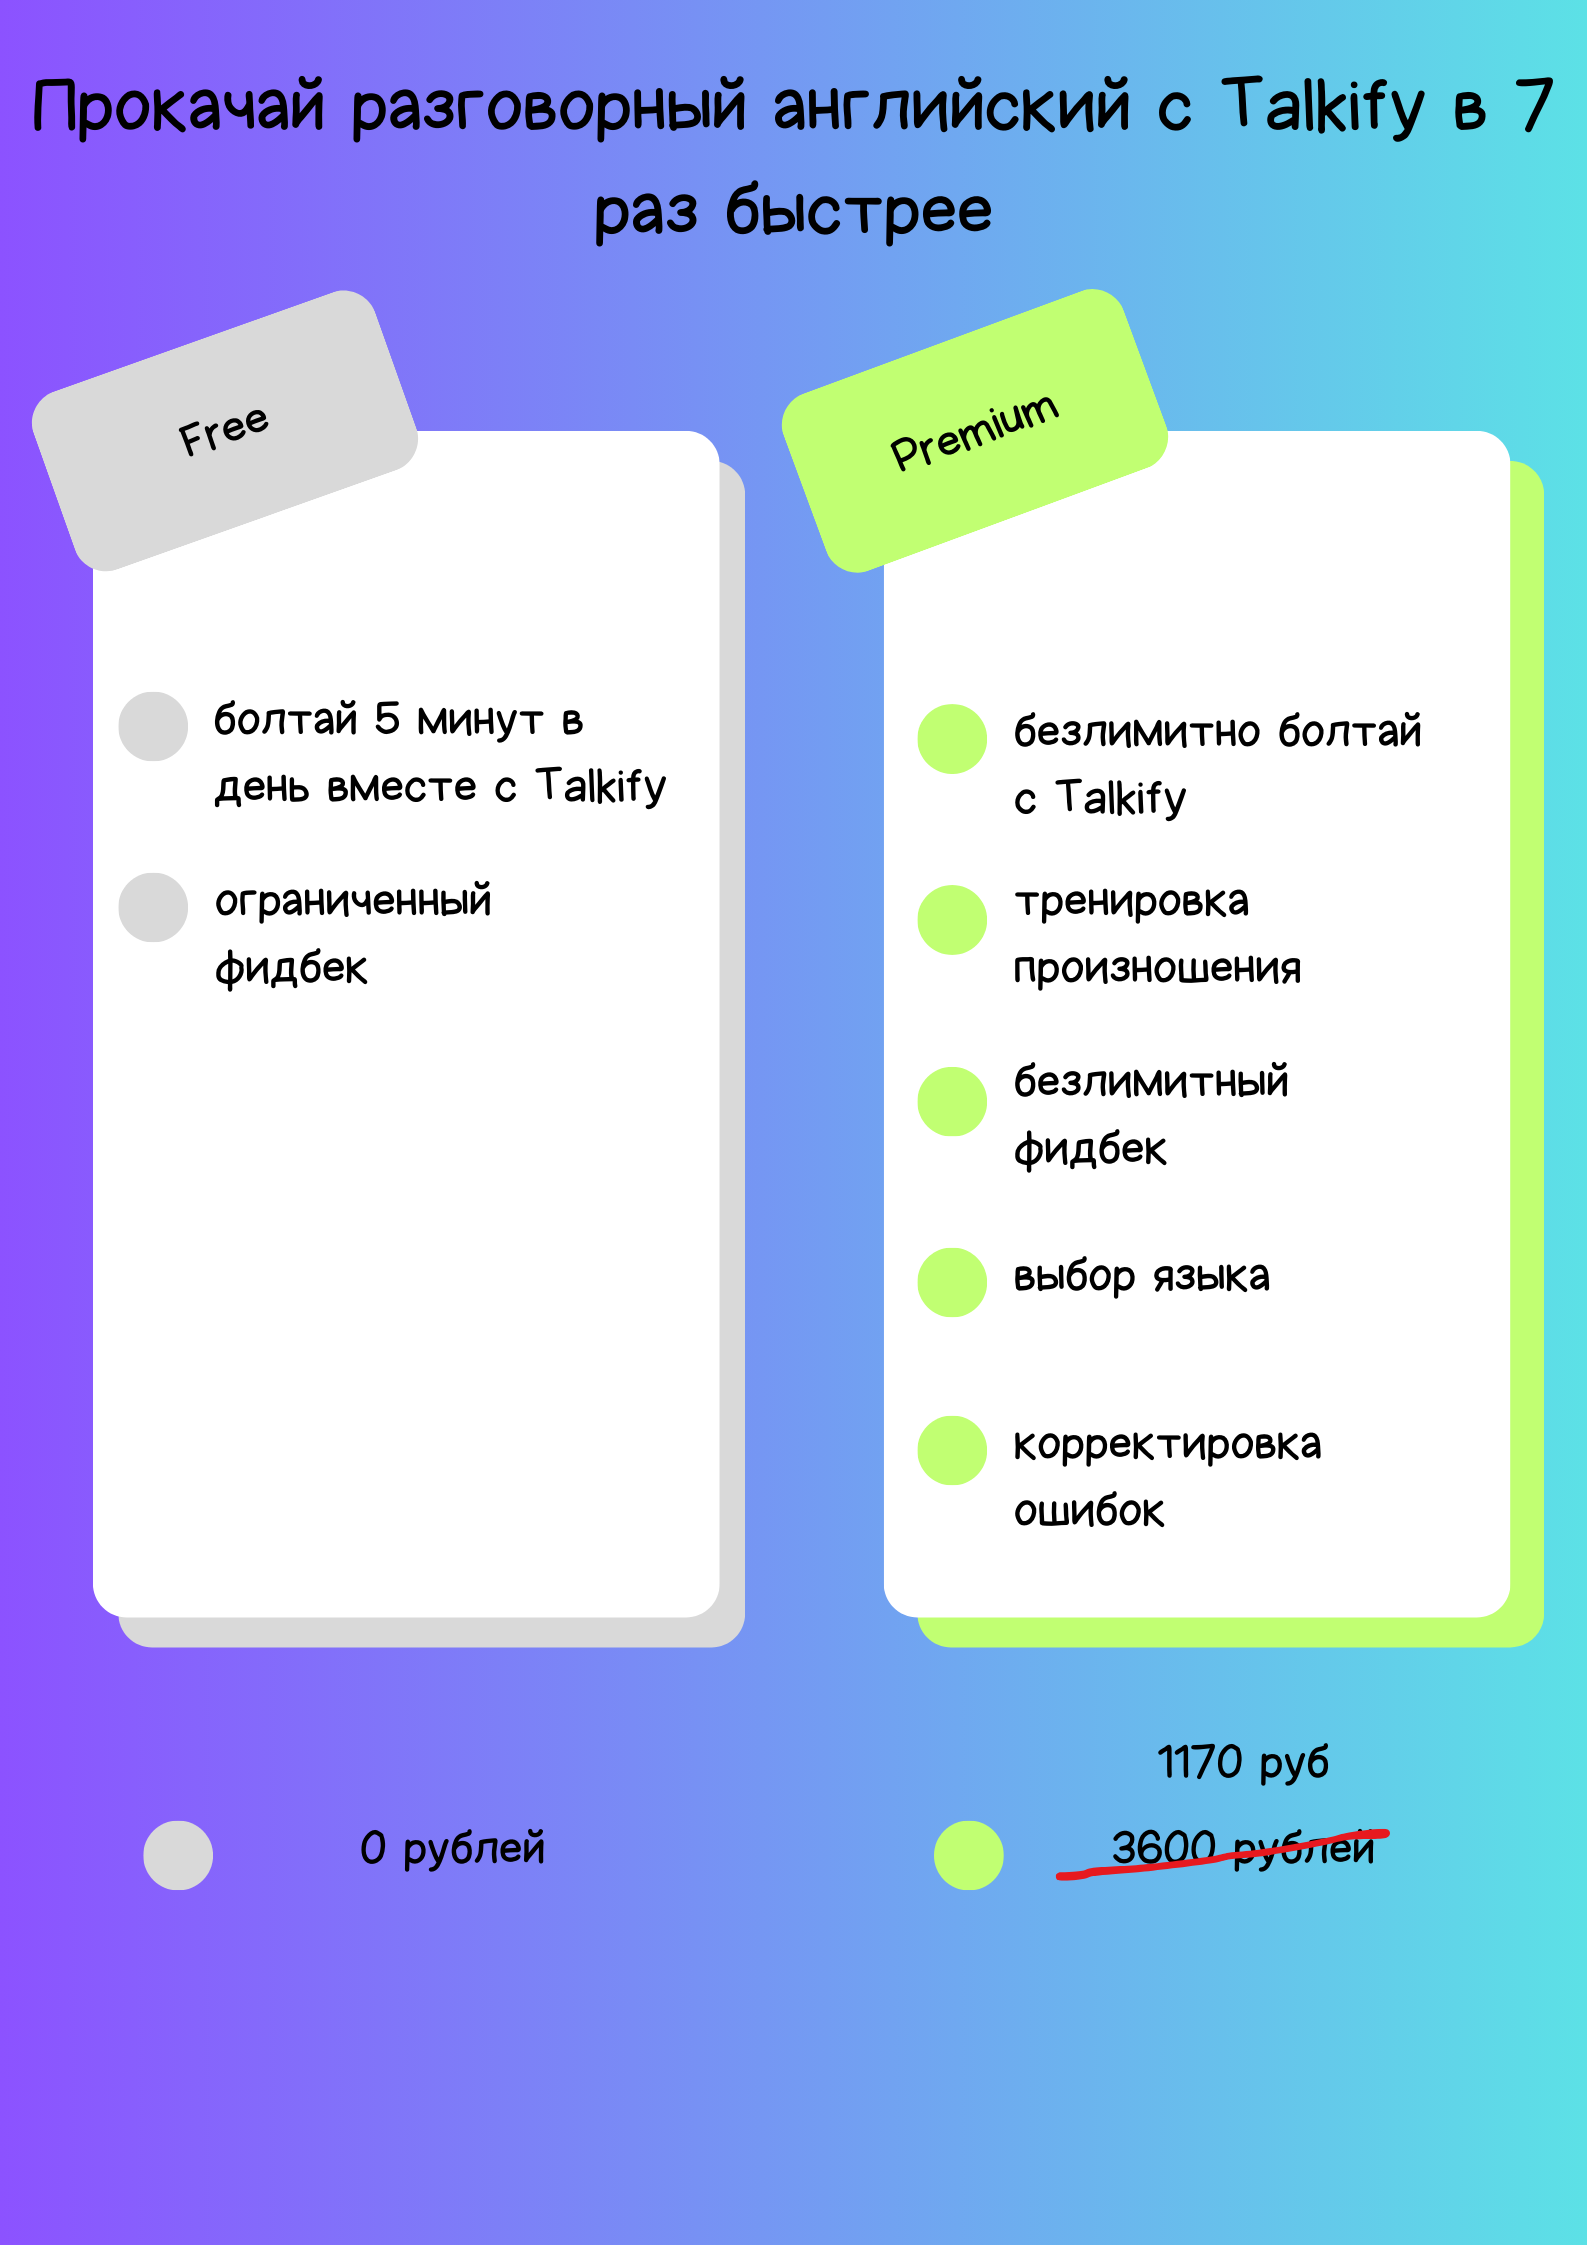 Прокачай разговорный английский с Talkify в 7
раз быстрее
Free
болтай 5 минут в
день вместе с Talkify
ограниченный
фидбек
0 рублей
Premium
безлимитно болтай
с Talkify
тренировка
произношения
безлимитный
фидбек
выбор языка
корректировка
ошибок
1170 руб
3600 рублей